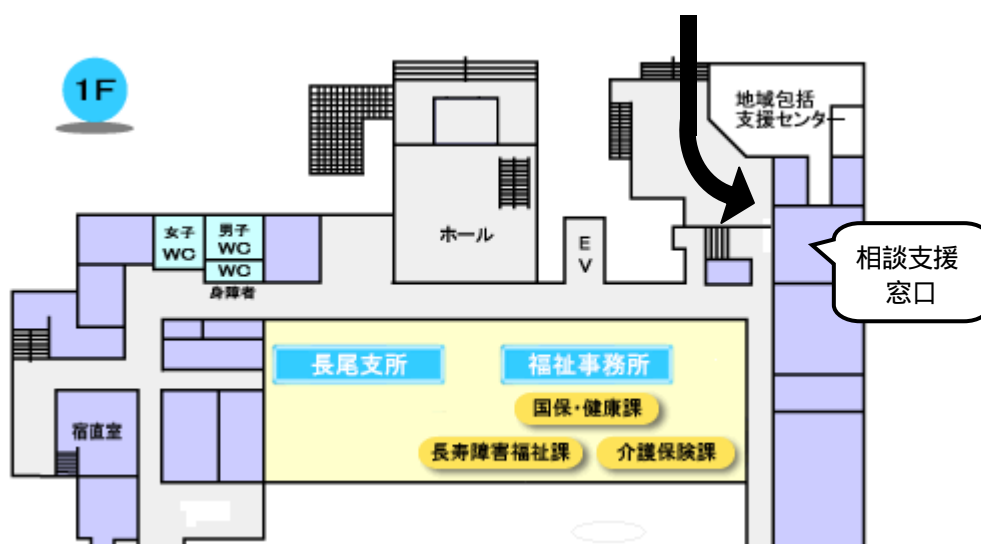 1F
地域包括
支援センター
女子
WC
男子
WC
WC
身障者
ホール
E
V
相談支援
窓口
長尾支所
福祉事務所
国保・健康課
宿直室
長寿障害福祉課
介護保険課